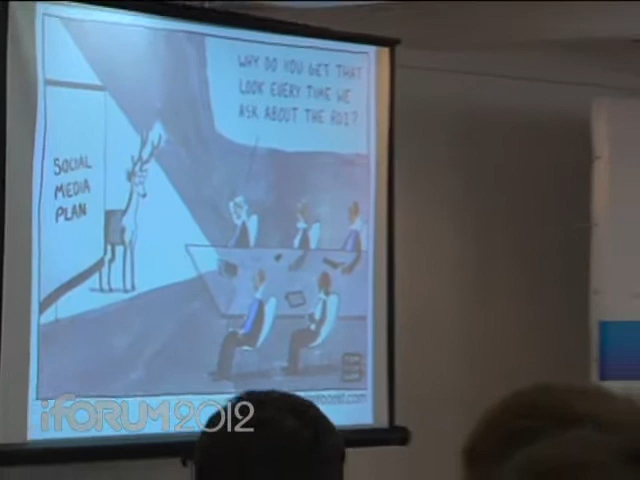 WHY DO YOU GET THAT
LOOK EVERY TIME WE
ASK ABOUT THE ROI?
SOCIAL
MEDIA
PLAN
iFORUM2012